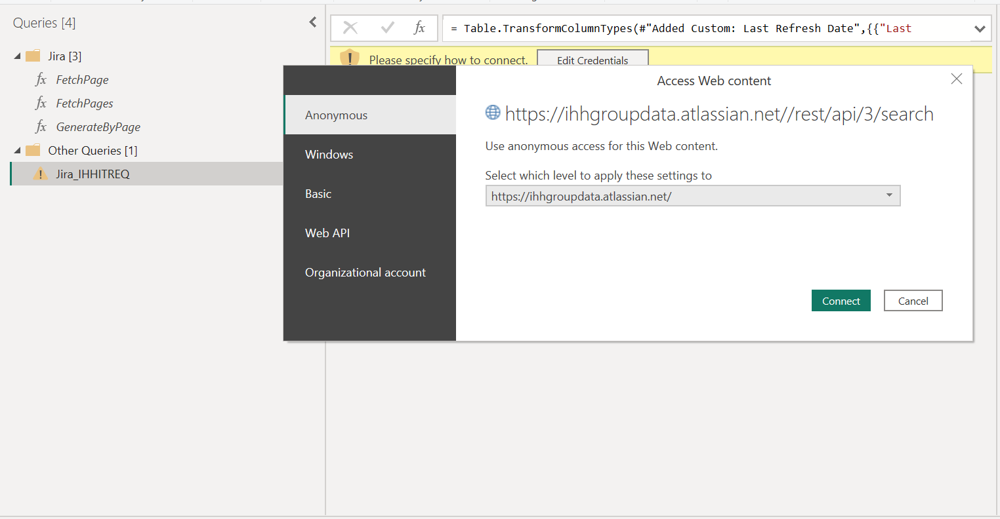 Queries [4]
= Table.TransformColumnTypes(#"Added Custom: Last Refresh Date",{{"Last
Please specify how to connect.
Edit Credentials
Jira [3]
fx FetchPage
fx FetchPages
fx GenerateByPage
Other Queries [1]
Jira_IHHITREQ
Access Web content
Anonymous
Windows
Basic
Web API
Organizational account
https://ihhgroupdata.atlassian.net//rest/api/3/search
Use anonymous access for this Web content.
Select which level to apply these settings to
https://ihhgroupdata.atlassian.net/
Connect
Cancel